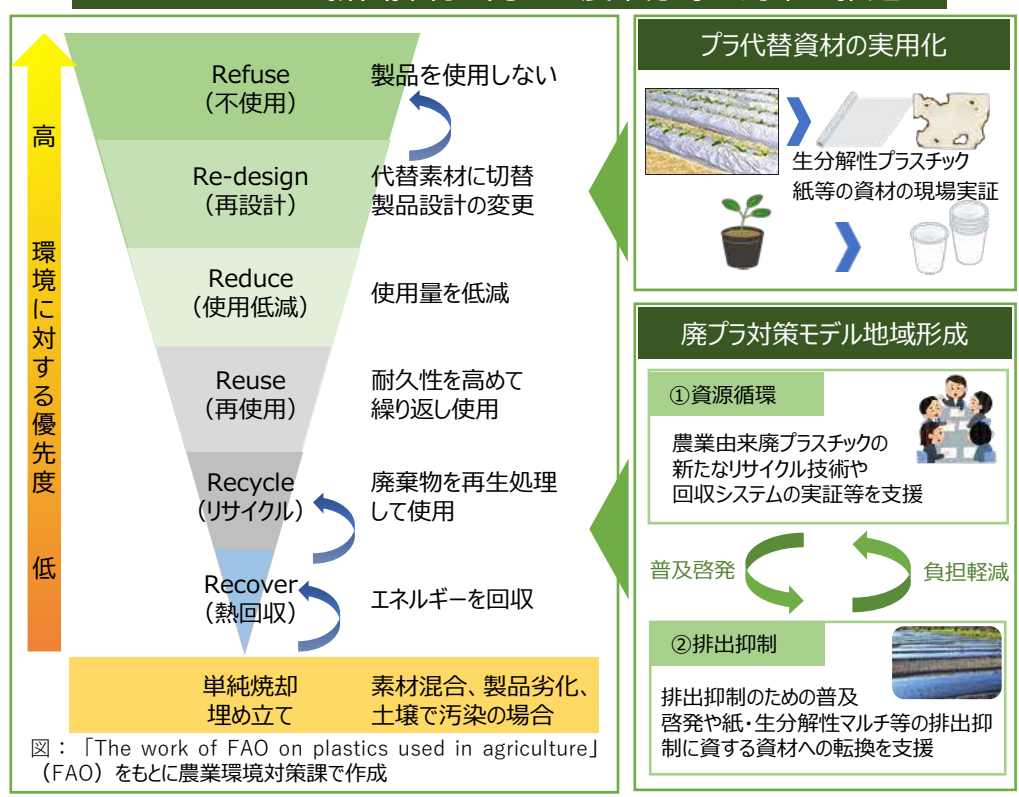 高
環境に対する優先度
低
Refuse
（不使用）
製品を使用しない
Re-design
（再設計）
代替素材に切替
製品設計の変更
Reduce
（使用低減）
使用量を低減
Reuse
（再使用）
耐久性を高めて
繰り返し使用
Recycle
（リサイクル）
廃棄物を再生処理
して使用
Recover
（熱回収）
エネルギーを回収
単純焼却
埋め立て
素材混合、製品劣化、
土壌で汚染の場合
図：「The work of FAO on plastics used in agriculture」
（FAO）をもとに農業環境対策課で作成
プラ代替資材の実用化
生分解性プラスチック
紙等の資材の現場実証
廃プラ対策モデル地域形成
①資源循環
農業由来廃プラスチックの
新たなリサイクル技術や
回収システムの実証等を支援
普及啓発
負担軽減
②排出抑制
排出抑制のための普及
啓発や紙・生分解性マルチ等の排出抑
制に資する資材への転換を支援